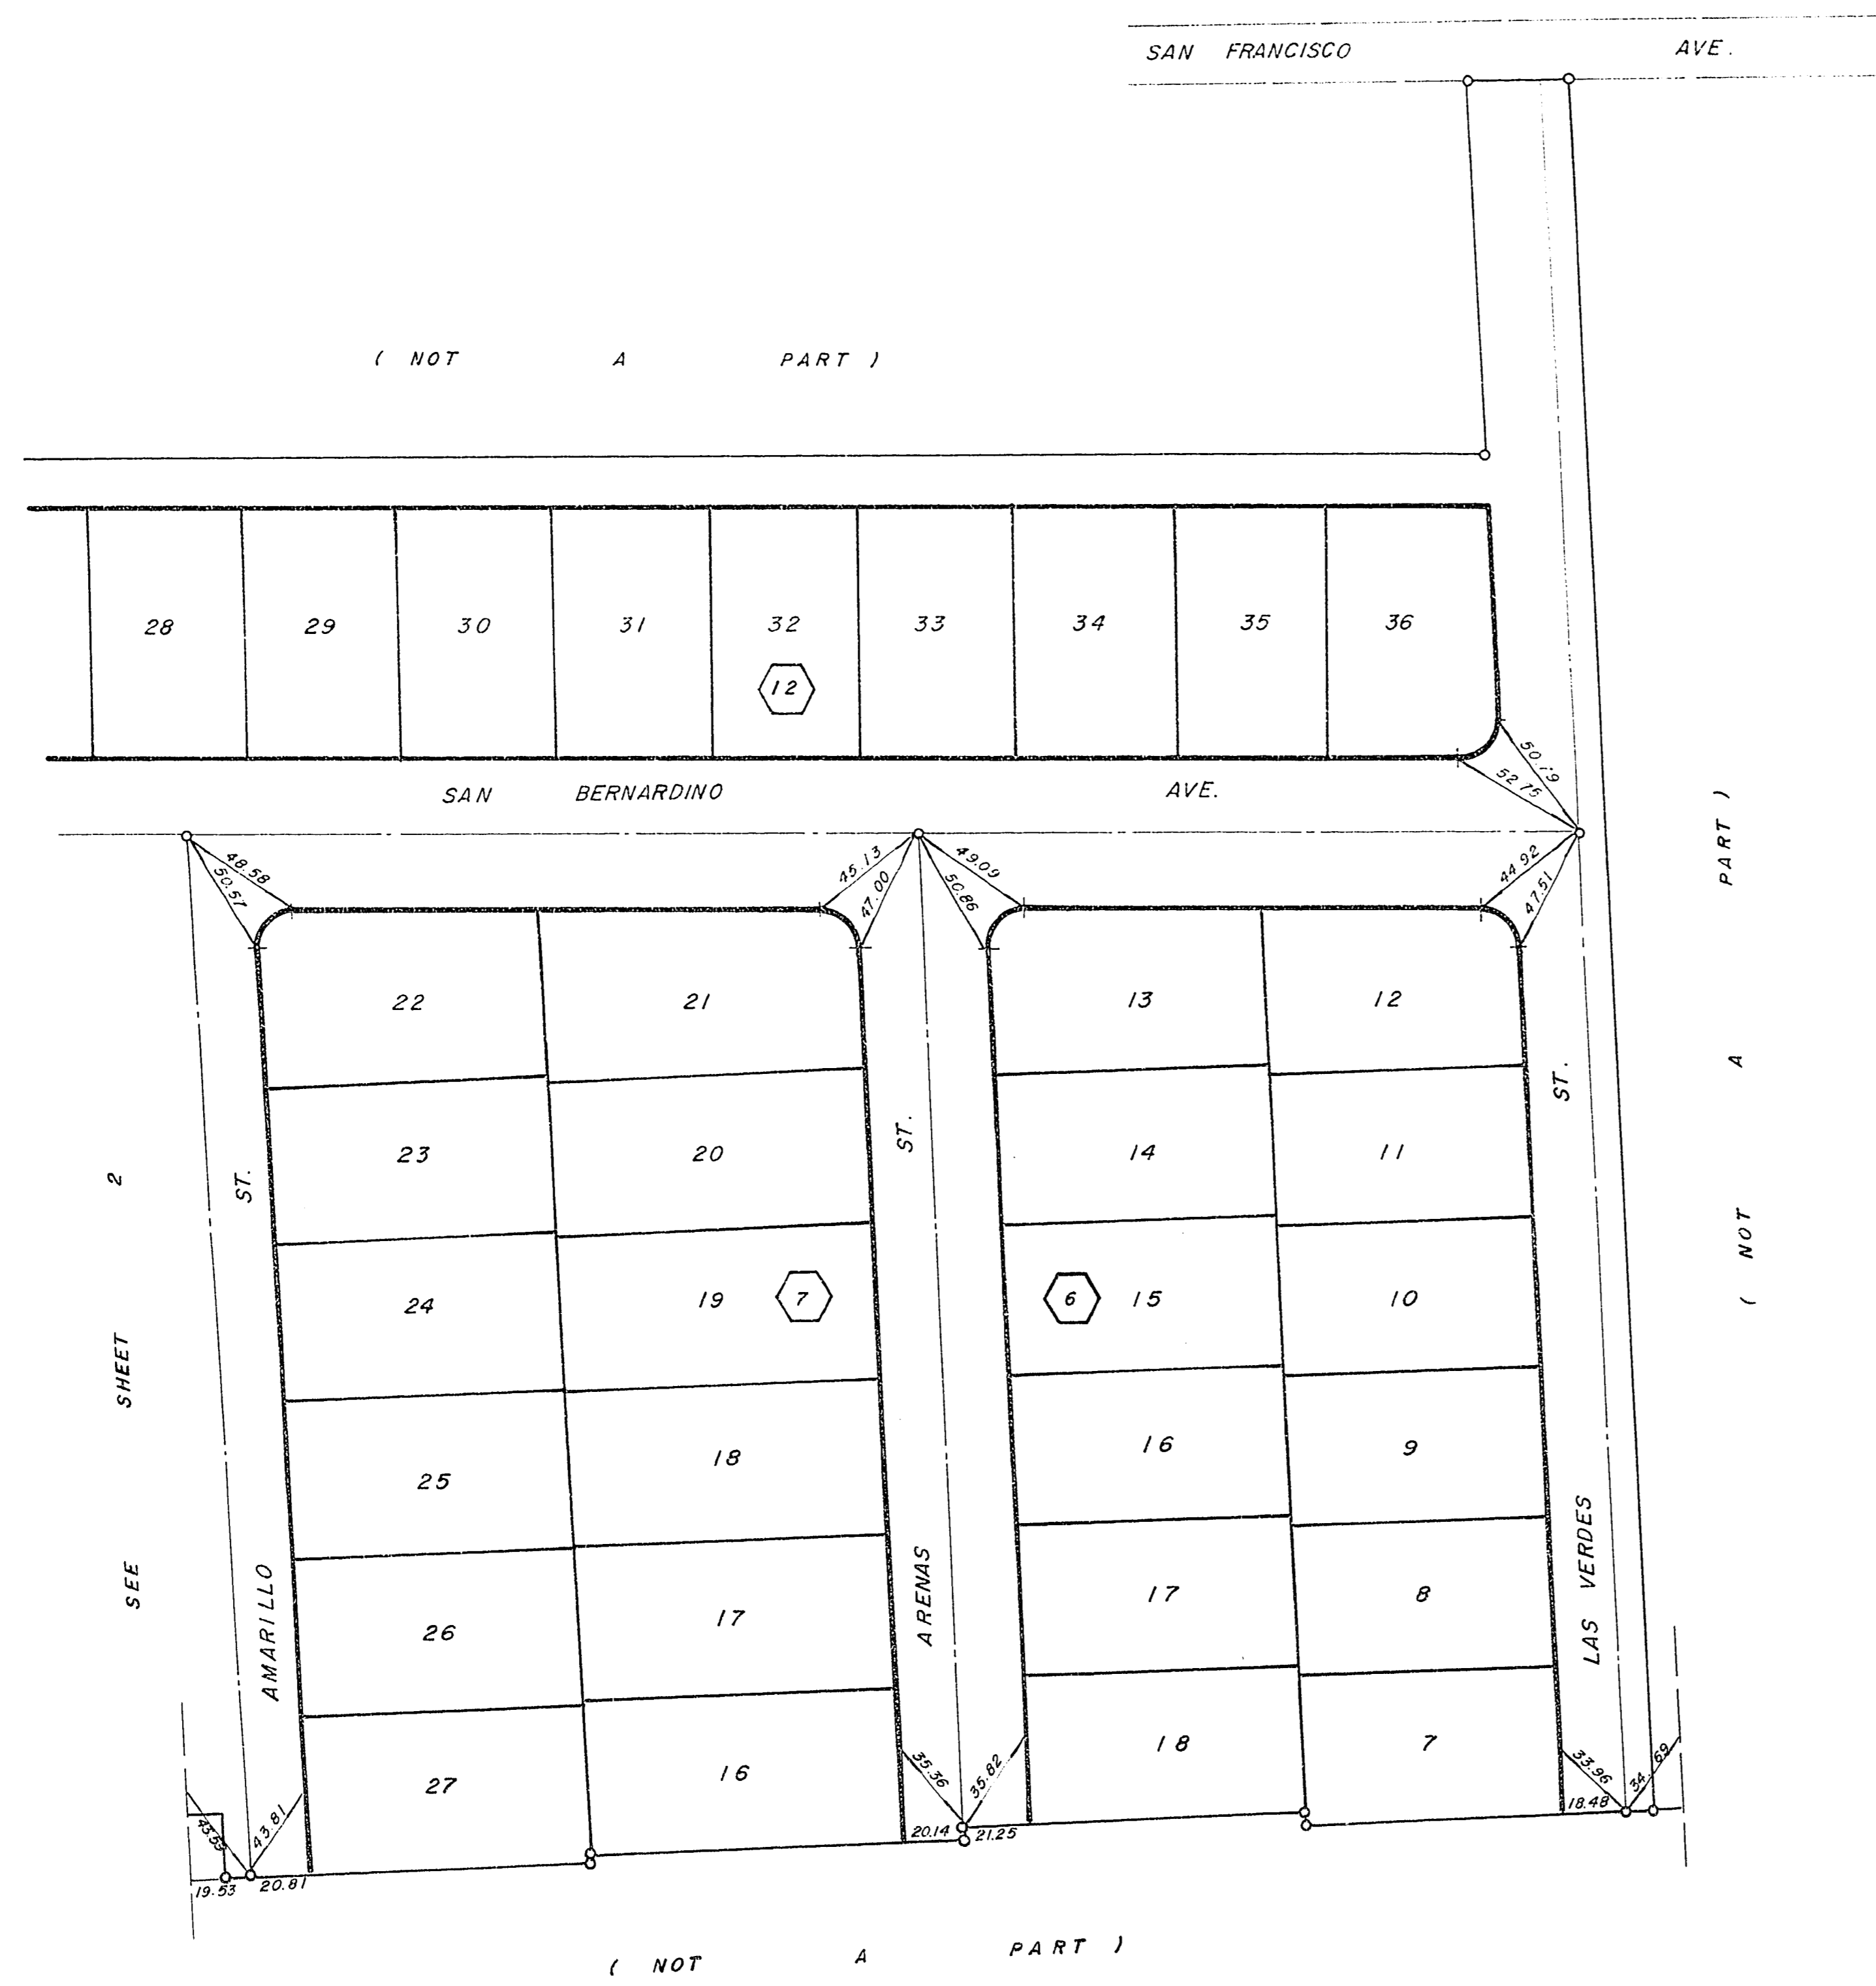 SAN FRANCISCO AVE.
( NOT A PART )
28 29 30 31 32 33 34 35 36
12
50.79
52.75
SAN BERNARDINO AVE.
48.58
50.57
45.13
47.00
49.09
50.86
44.92
47.51
22 21 13 12
23 20 14 11
24 19 7 6 15 10
25 18 16 9
26 17 17 8
27 16 18 7
SEE SHEET 2
AMARILLO ST.
ARENAS ST.
LAS VERDES ST.
( NOT A PART )
43.53
43.81
35.36
35.82
33.96
34.69
19.53 20.81
20.14 21.25
18.48
( NOT A PART )